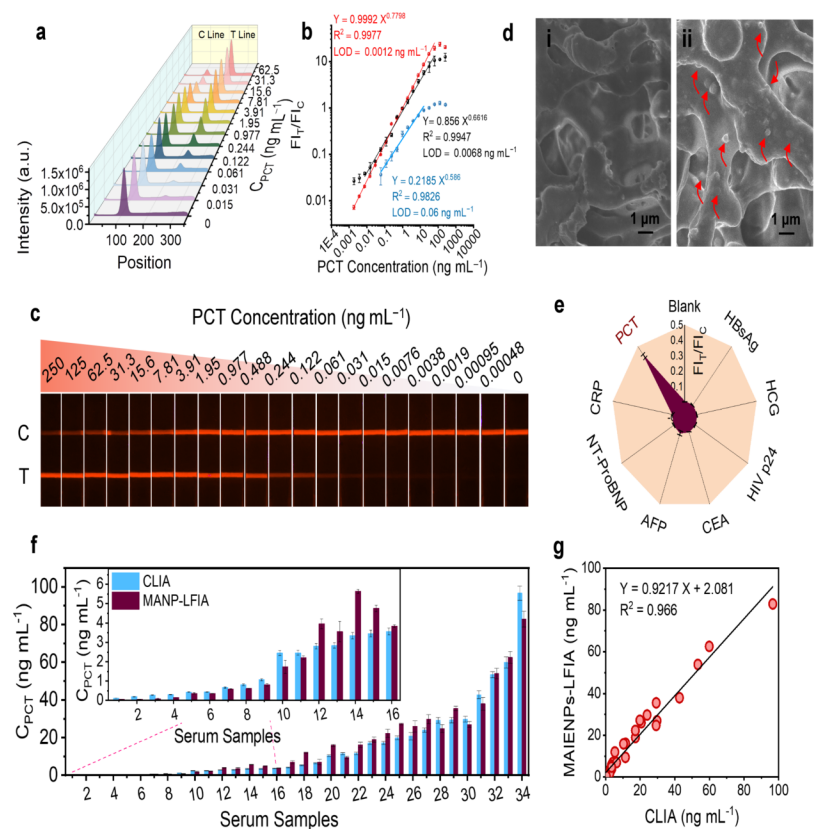 a
C Line T Line
62.5
31.3
15.6
7.81
3.91
1.95
0.977
0.244
0.122
0.061
0.031
0.015
0
C_PCT (ng mL⁻¹)
1.5×10⁶
1.0×10⁶
5.0×10⁵
0.0
Intensity (a.u.)
100 200 300
Position
b
Y = 0.9992 X^0.7798
R² = 0.9977
LOD = 0.0012 ng mL⁻¹
10
1
0.1
0.01
FI_T/FI_C
Y= 0.856 X^0.6616
R² = 0.9947
LOD = 0.0068 ng mL⁻¹
Y = 0.2185 X^0.586
R² = 0.9826
LOD = 0.06 ng mL⁻¹
1E-4 0.001 0.01 0.1 1 10 100 1000 10000
PCT Concentration (ng mL⁻¹)
d
i
1 μm
ii
1 μm
c
PCT Concentration (ng mL⁻¹)
250 125 62.5 31.3 15.6 7.81 3.91 1.95 0.977 0.488 0.244 0.122 0.061 0.031 0.015 0.0076 0.0038 0.0019 0.00095 0.00048 0
C
T
e
Blank
HBsAg
HCG
HIV p24
CEA
AFP
NT-ProBNP
CRP
PCT
0.5
0.4
0.3
0.2
0.1
FI_T/FI_C
f
100
80
60
40
20
0
C_PCT (ng mL⁻¹)
CLIA
MANP-LFIA
6
5
4
3
2
1
0
C_PCT (ng mL⁻¹)
2 4 6 8 10 12 14 16
Serum Samples
2 4 6 8 10 12 14 16 18 20 22 24 26 28 30 32 34
Serum Samples
g
Y = 0.9217 X + 2.081
R² = 0.966
100
80
60
40
20
0
MAIENPs-LFIA (ng mL⁻¹)
0 20 40 60 80 100
CLIA (ng mL⁻¹)